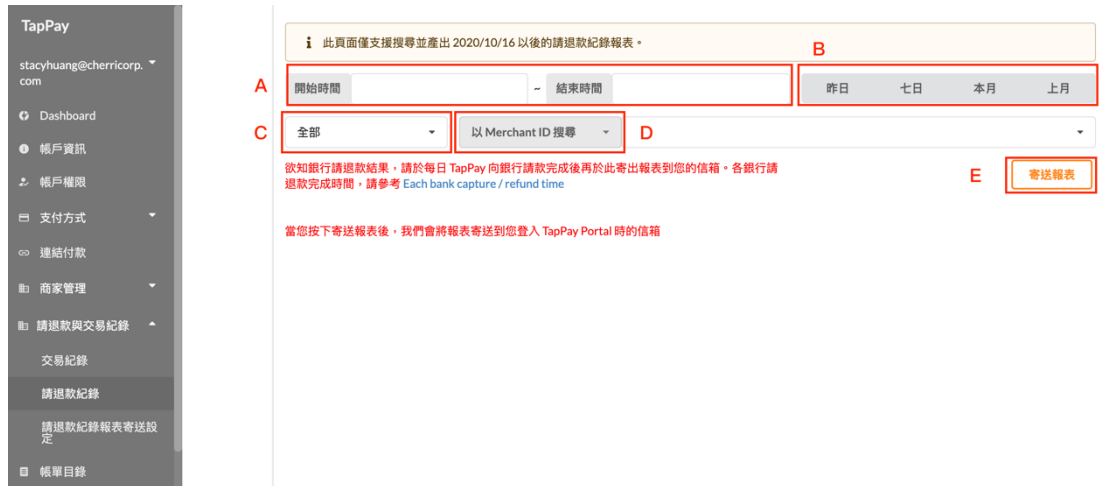 TapPay
stacyhuang@cherricorp.
com
Dashboard
帳戶資訊
帳戶權限
支付方式
連結付款
商家管理
請退款與交易紀錄
交易紀錄
請退款紀錄
請退款紀錄報表寄送設
定
帳單目錄
i 此頁面僅支援搜尋並產出 2020/10/16 以後的請退款紀錄報表。
B
A 開始時間 ~ 結束時間 昨日 七日 本月 上月
C 全部 以 Merchant ID 搜尋 D
欲知銀行請退款結果,請於每日 TapPay 向銀行請款完成後再於此寄出報表到您的信箱。各銀行請
退款完成時間,請參考 Each bank capture / refund time
E 寄送報表
當您按下寄送報表後,我們會將報表寄送到您登入 TapPay Portal 時的信箱